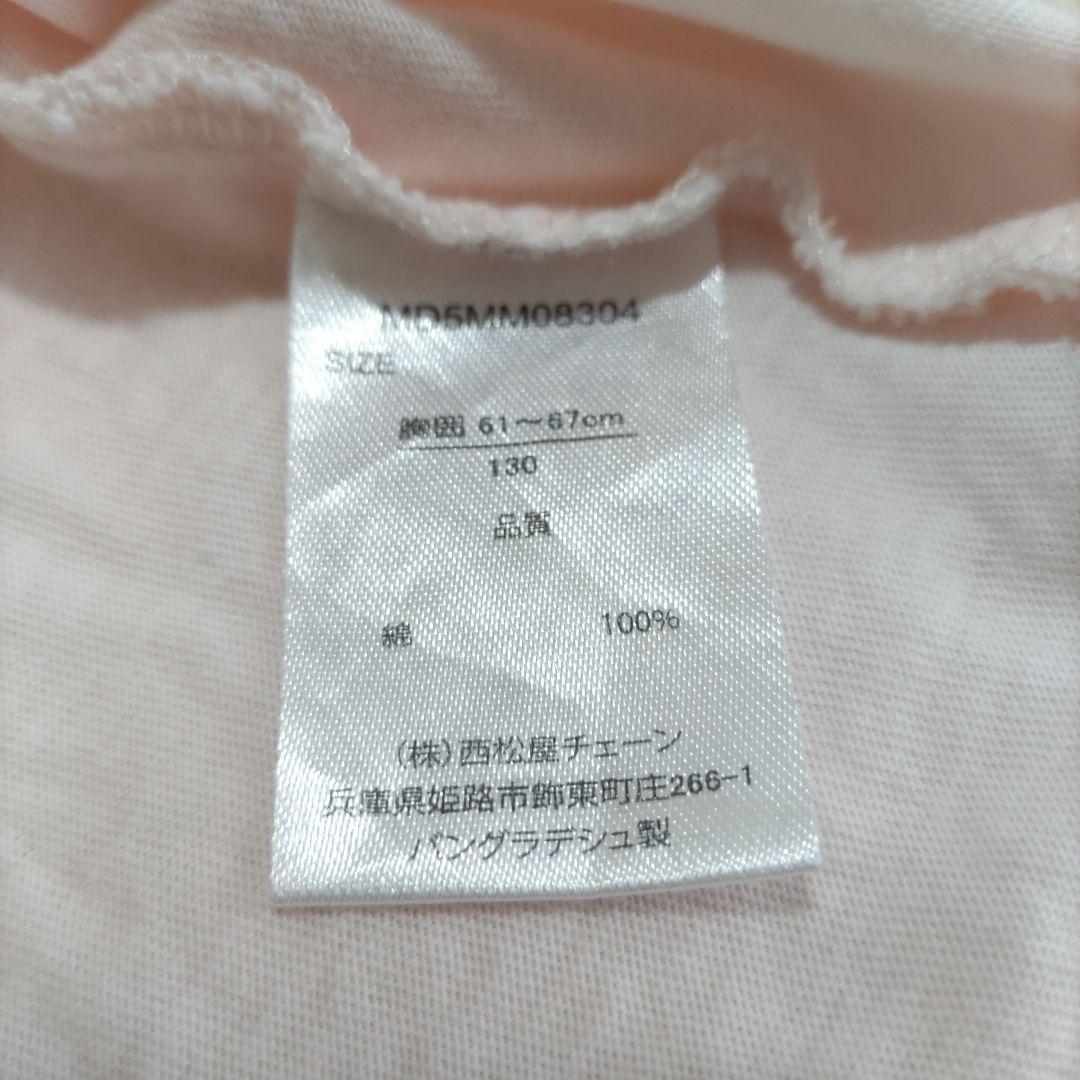 MD5MM08304
SIZE
胸囲 61～67cm
130
品質
綿 100%
(株)西松屋チェーン
兵庫県姫路市飾東町庄266-1
バングラデシュ製